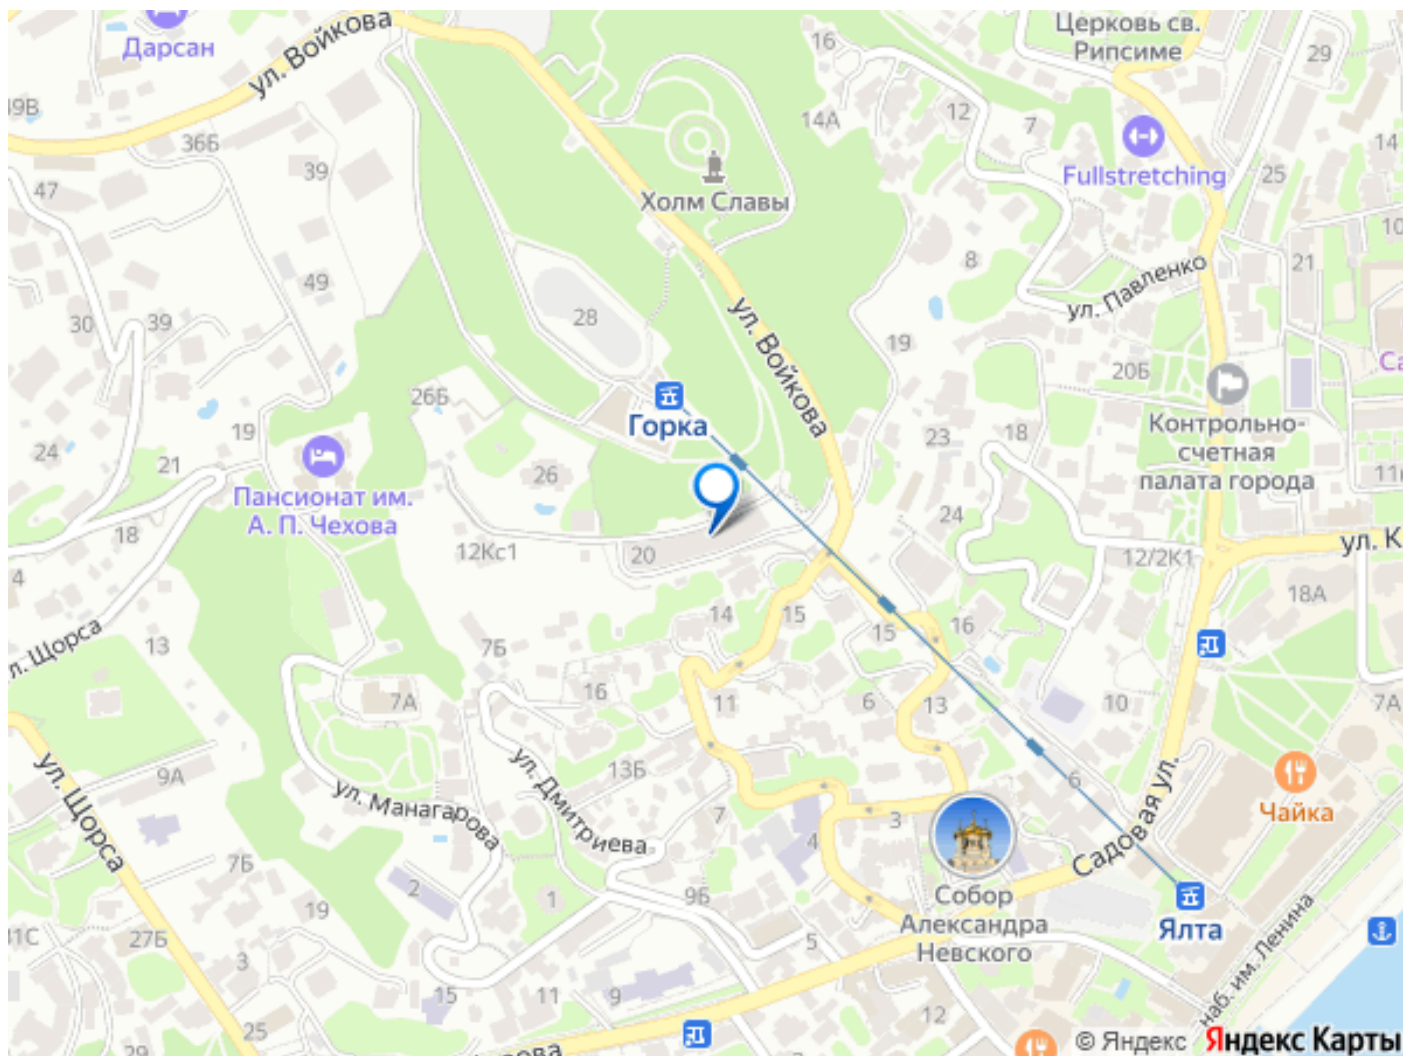 Дарсан
ул. Войкова
16
Церковь св.
Рипсиме
29
49В
36Б
12
7
14А
14
39
47
Fullstretching
25
Холм Славы
10
49
8
21
ул. Павленко
30
39
28
ул. Войкова
19
20Б
26Б
Горка
Контрольно-
счетная
палата города
19
23
18
24
21
26
Пансионат им.
А. П. Чехова
24
18
12Кс1
20
12/2К1
ул. К
4
18А
14
15
15
16
л. Щорса
13
7Б
16
7А
11
6
13
10
7А
ул. Щорса
9А
13Б
ул. Дмитриева
6
Чайка
ул. Манагарова
7
4
3
Садовая ул.
7Б
2
1
9Б
Собор
Александра
Невского
Ялта
19
31С
27Б
3
5
наб. им. Ленина
15
11
9
12
25
29
© Яндекс Яндекс Карты